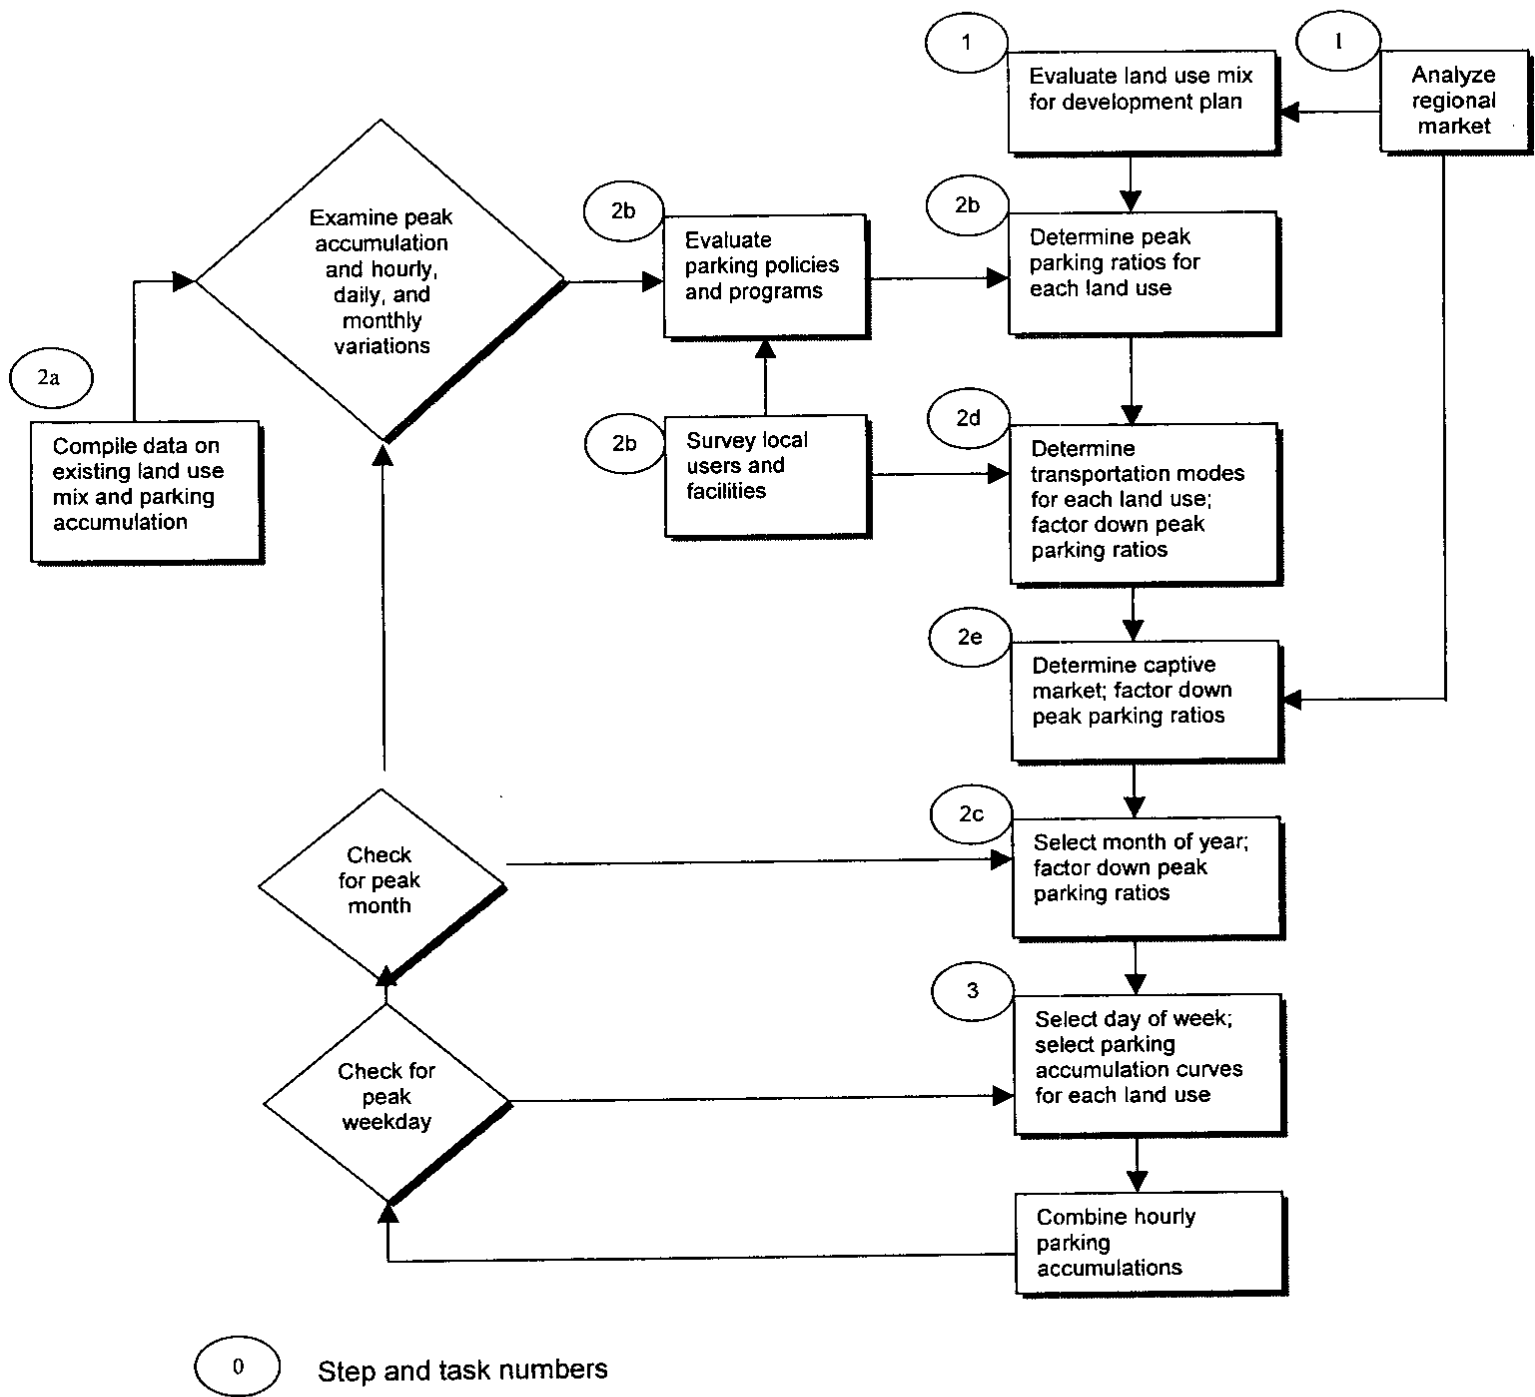 1
Evaluate land use mix
for development plan
1
Analyze
regional
market
Examine peak
accumulation
and hourly,
daily, and
monthly
variations
2b
Evaluate
parking policies
and programs
2b
Determine peak
parking ratios for
each land use
2a
Compile data on
existing land use
mix and parking
accumulation
2b
Survey local
users and
facilities
2d
Determine
transportation modes
for each land use;
factor down peak
parking ratios
2e
Determine captive
market; factor down
peak parking ratios
Check
for peak
month
2c
Select month of year;
factor down peak
parking ratios
Check for
peak
weekday
3
Select day of week;
select parking
accumulation curves
for each land use
Combine hourly
parking
accumulations
0
Step and task numbers